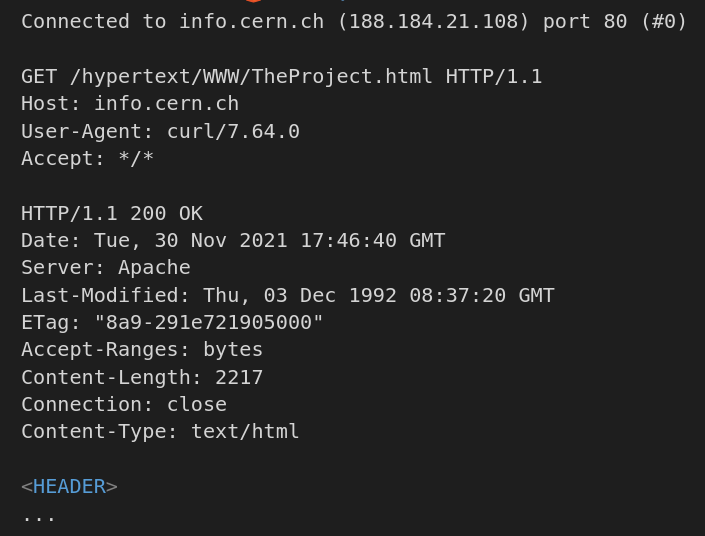 Connected to info.cern.ch (188.184.21.108) port 80 (#0)
GET /hypertext/WWW/TheProject.html HTTP/1.1
Host: info.cern.ch
User-Agent: curl/7.64.0
Accept: */*
HTTP/1.1 200 OK
Date: Tue, 30 Nov 2021 17:46:40 GMT
Server: Apache
Last-Modified: Thu, 03 Dec 1992 08:37:20 GMT
ETag: "8a9-291e721905000"
Accept-Ranges: bytes
Content-Length: 2217
Connection: close
Content-Type: text/html
<HEADER>
...